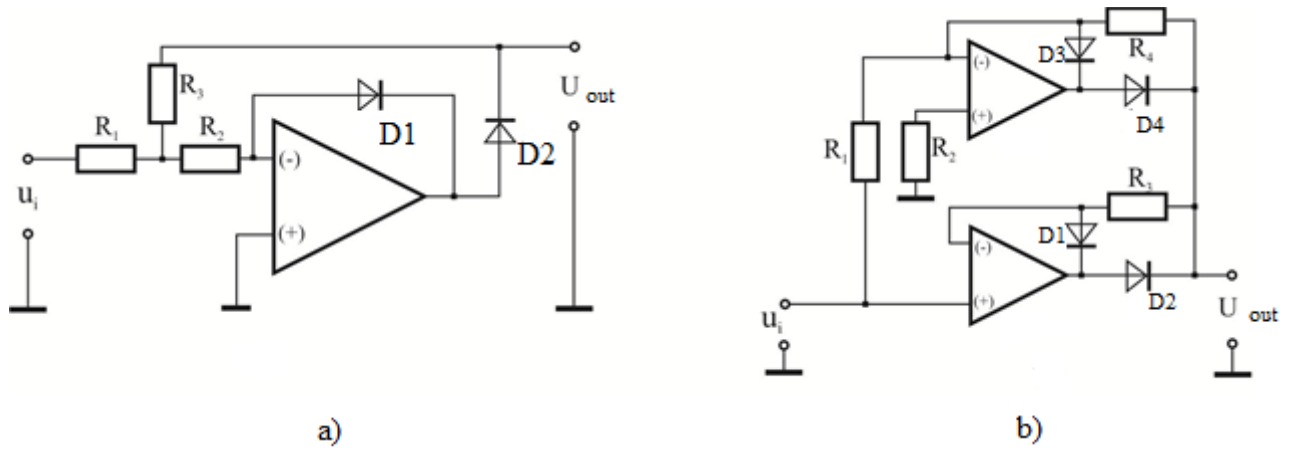 R₃
U out
R₁
R₂
D1
D2
(-)
uᵢ
(+)
a)
(-)
D3
R₄
D4
(+)
R₁
R₂
R₃
(-)
D1
D2
uᵢ
(+)
U out
b)